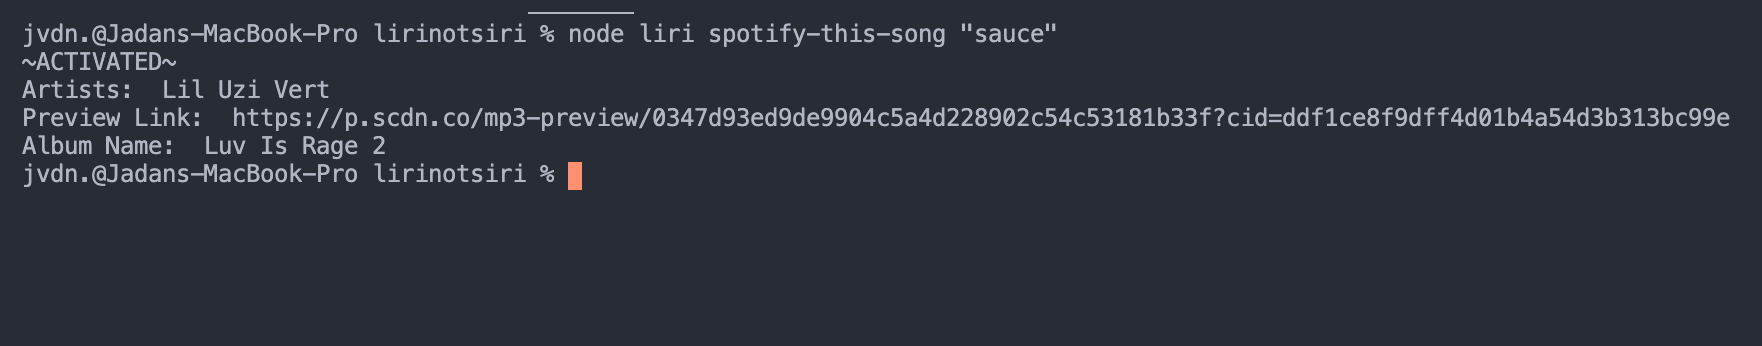 jvdn.@Jadans-MacBook-Pro lirinotsiri % node liri spotify-this-song "sauce"
~ACTIVATED~
Artists:  Lil Uzi Vert
Preview Link:  https://p.scdn.co/mp3-preview/0347d93ed9de9904c5a4d228902c54c53181b33f?cid=ddf1ce8f9dff4d01b4a54d3b313bc99e
Album Name:  Luv Is Rage 2
jvdn.@Jadans-MacBook-Pro lirinotsiri %